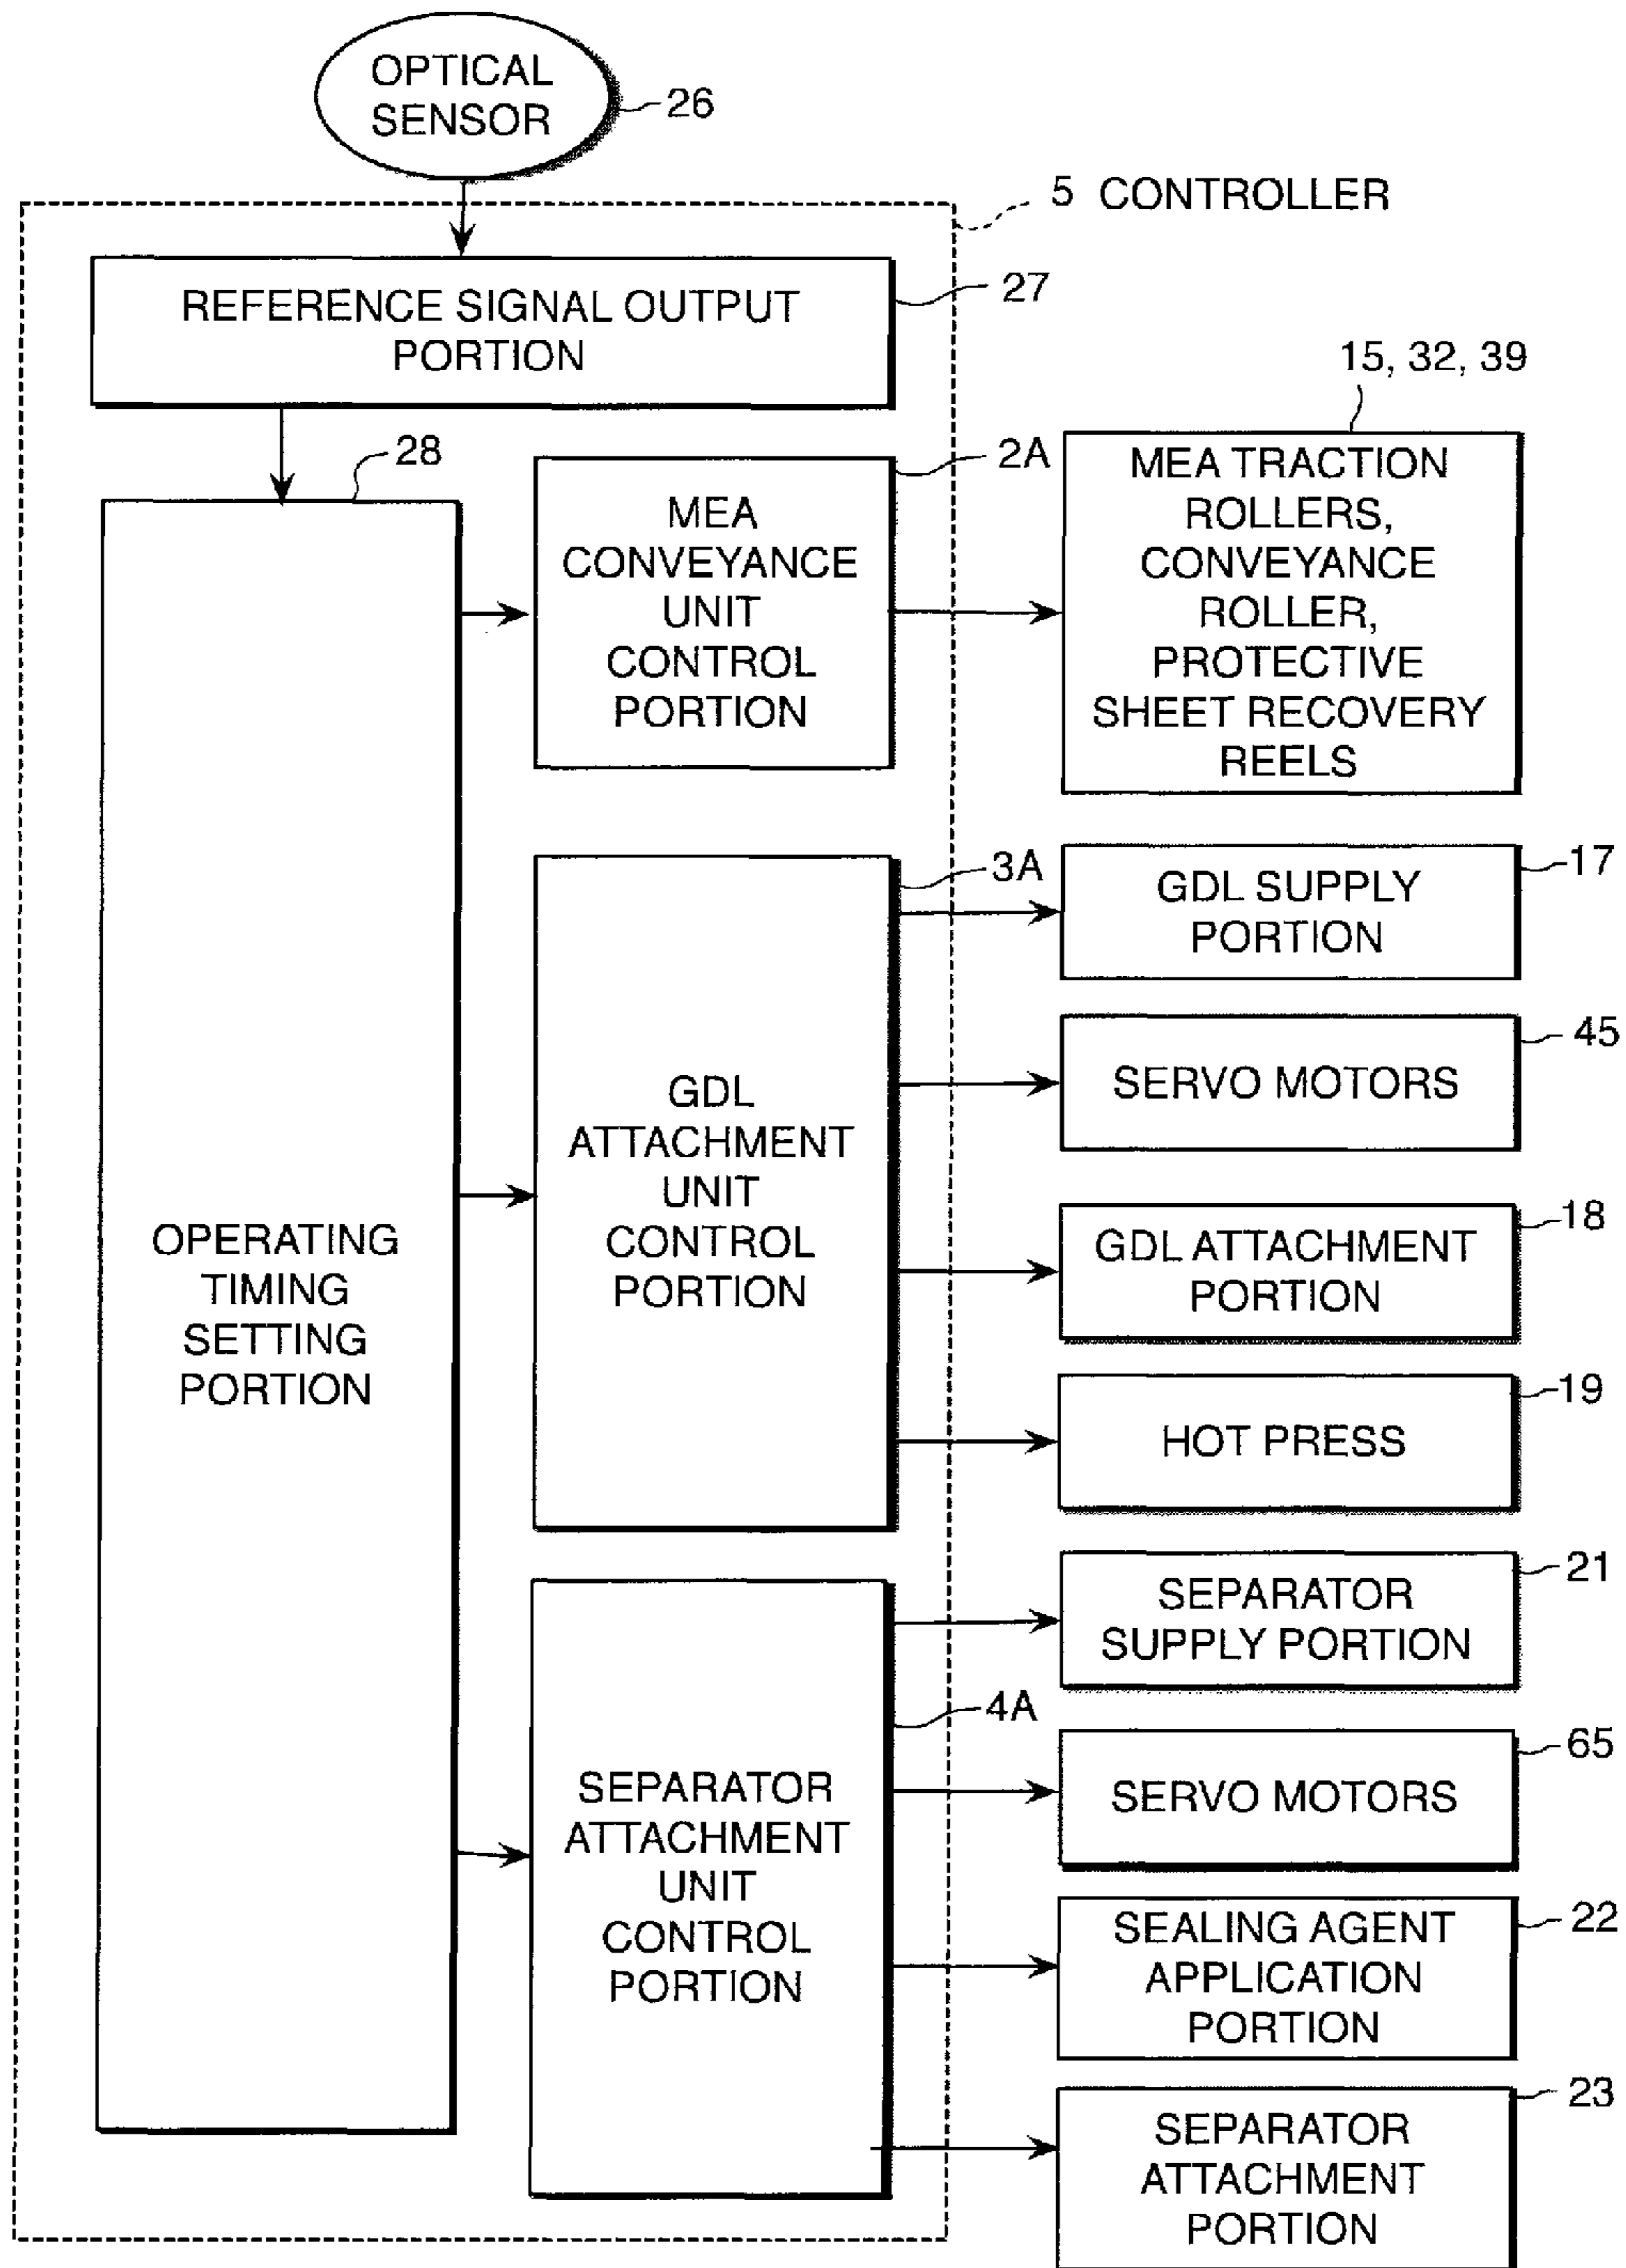 OPTICAL
SENSOR
26
5 CONTROLLER
REFERENCE SIGNAL OUTPUT
PORTION
27
28
OPERATING
TIMING
SETTING
PORTION
2A
MEA
CONVEYANCE
UNIT
CONTROL
PORTION
15, 32, 39
MEA TRACTION
ROLLERS,
CONVEYANCE
ROLLER,
PROTECTIVE
SHEET RECOVERY
REELS
3A
GDL
ATTACHMENT
UNIT
CONTROL
PORTION
17
GDL SUPPLY
PORTION
45
SERVO MOTORS
18
GDL ATTACHMENT
PORTION
19
HOT PRESS
4A
SEPARATOR
ATTACHMENT
UNIT
CONTROL
PORTION
21
SEPARATOR
SUPPLY PORTION
65
SERVO MOTORS
22
SEALING AGENT
APPLICATION
PORTION
23
SEPARATOR
ATTACHMENT
PORTION